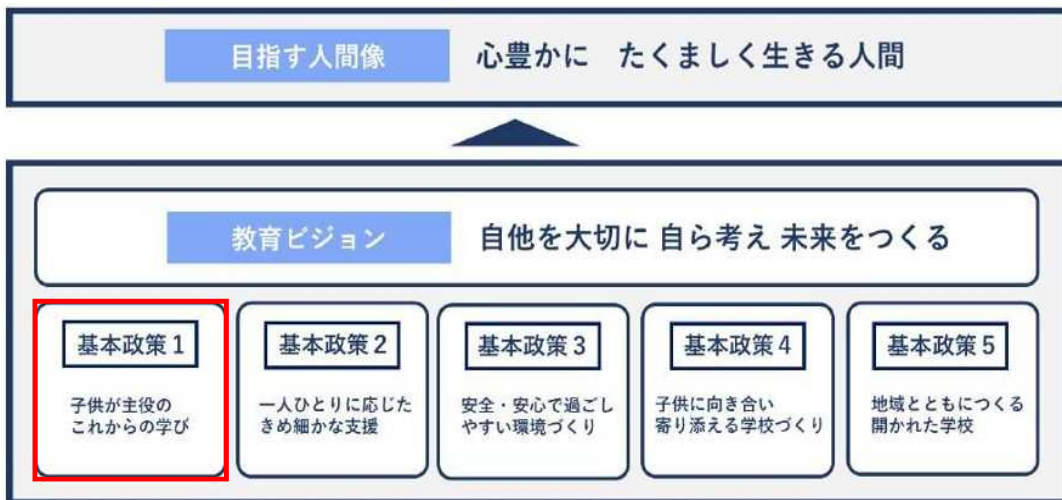 目指す人間像 心豊かに たくましく生きる人間
教育ビジョン 自他を大切に 自ら考え 未来をつくる
基本政策1
子供が主役の
これからの学び
基本政策2
一人ひとりに応じた
きめ細かな支援
基本政策3
安全・安心で過ごし
やすい環境づくり
基本政策4
子供に向き合い
寄り添える学校づくり
基本政策5
地域とともにつくる
開かれた学校